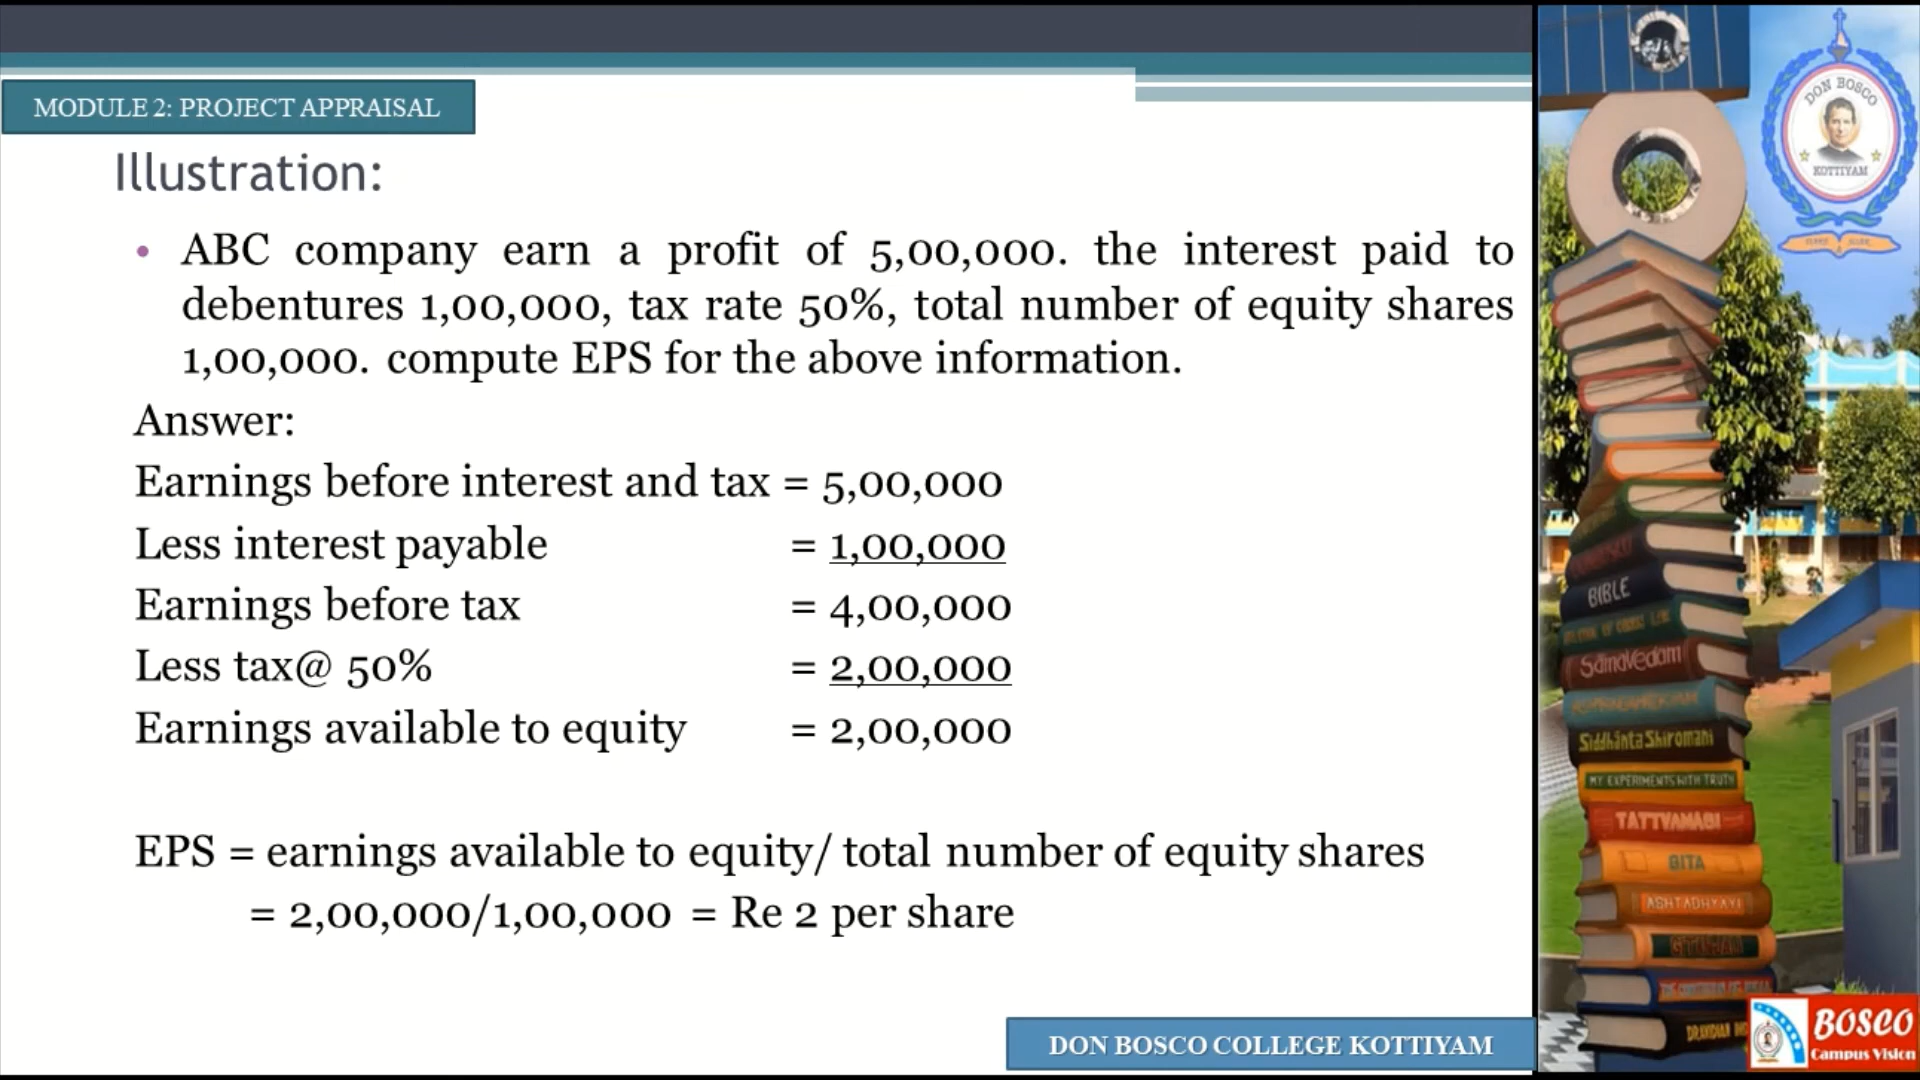 MODULE 2: PROJECT APPRAISAL
Illustration:
• ABC company earn a profit of 5,00,000. the interest paid to
debentures 1,00,000, tax rate 50%, total number of equity shares
1,00,000. compute EPS for the above information.
Answer:
Earnings before interest and tax = 5,00,000
Less interest payable = 1,00,000
Earnings before tax = 4,00,000
Less tax@ 50% = 2,00,000
Earnings available to equity = 2,00,000
EPS = earnings available to equity/ total number of equity shares
= 2,00,000/1,00,000 = Re 2 per share
DON BOSCO COLLEGE KOTTIYAM
DON BOSCO
KOTTIYAM
BIBLE
Samavedam
Siddhānta Shiromani
MY EXPERIMENTS WITH TRUTH
TATTVAMASI
GITA
ASHTADHYAYI
BOSCO
Campus Vision